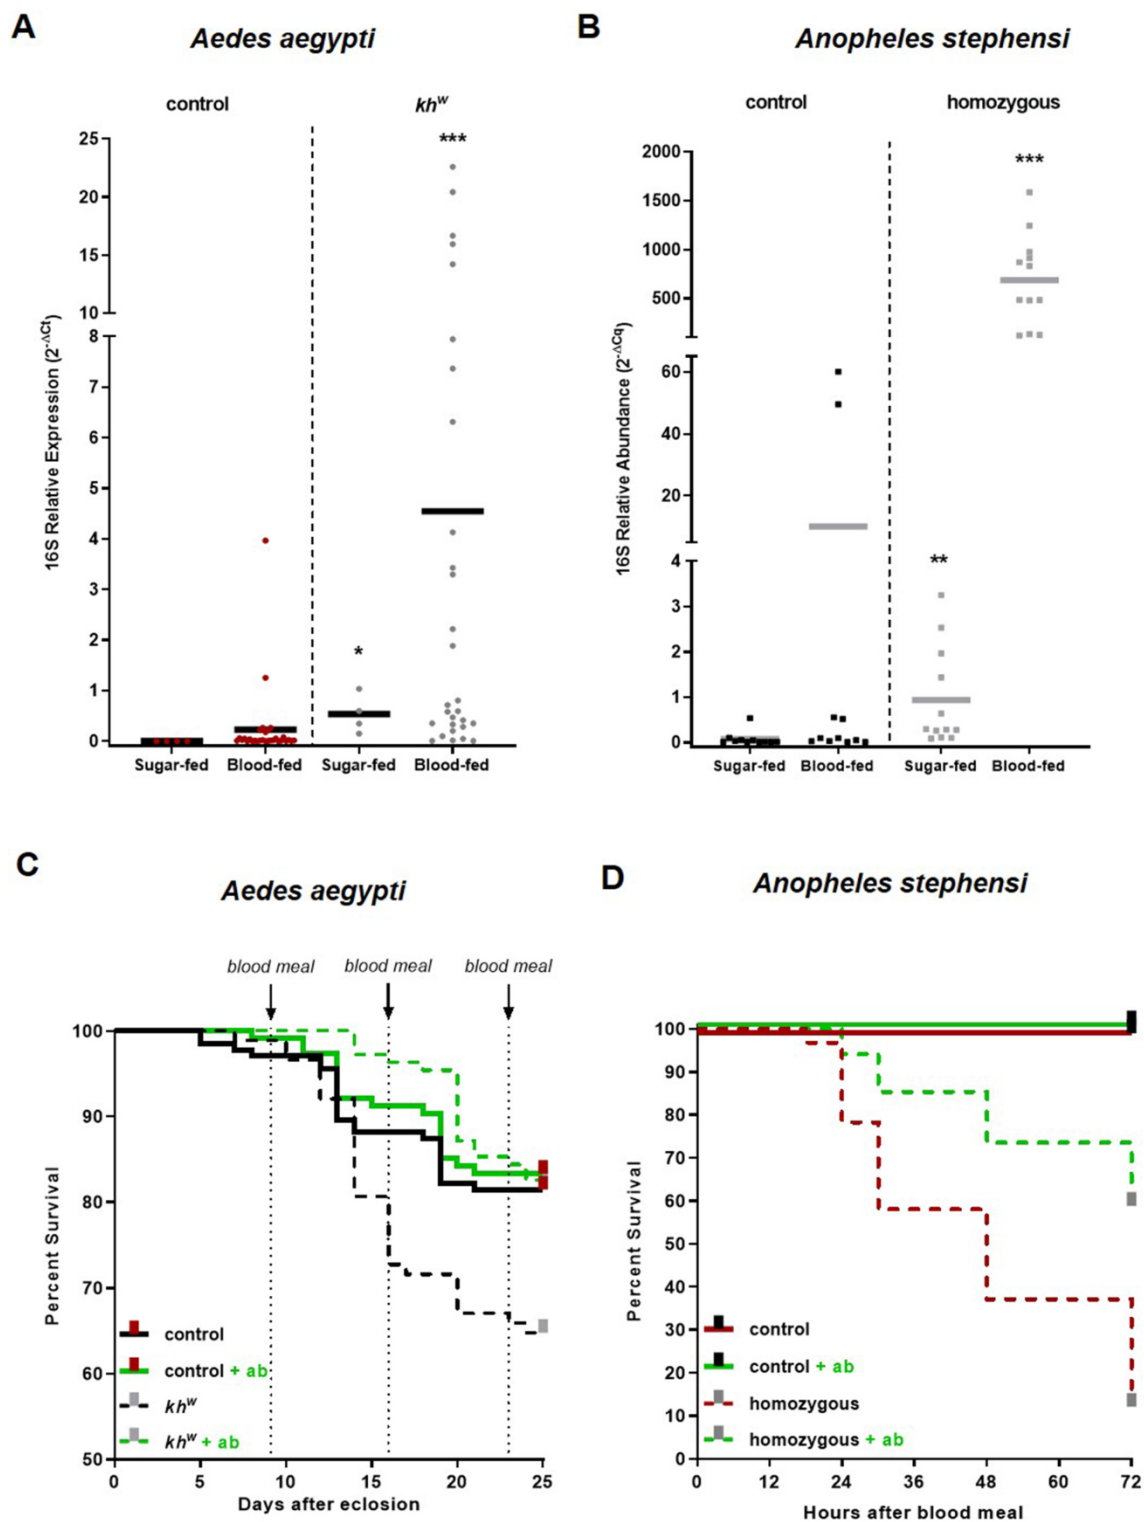 A
Aedes aegypti
control
khʷ
***
25
20
15
10
8
7
6
5
4
3
2
1
0
16S Relative Expression (2^-ΔCt)
*
Sugar-fed
Blood-fed
Sugar-fed
Blood-fed
B
Anopheles stephensi
control
homozygous
***
2000
1500
1000
500
60
40
20
4
3
2
1
0
16S Relative Abundance (2^-ΔCq)
**
Sugar-fed
Blood-fed
Sugar-fed
Blood-fed
C
Aedes aegypti
blood meal
blood meal
blood meal
100
90
80
70
60
50
Percent Survival
control
control + ab
khʷ
khʷ + ab
0
5
10
15
20
25
Days after eclosion
D
Anopheles stephensi
100
90
80
70
60
50
40
30
20
10
0
Percent Survival
control
control + ab
homozygous
homozygous + ab
0
12
24
36
48
60
72
Hours after blood meal